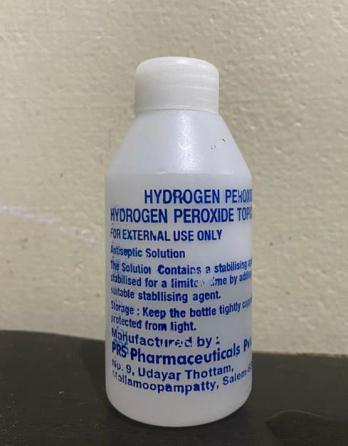 HYDROGEN PEROXI
HYDROGEN PEROXIDE TOPI
FOR EXTERNAL USE ONLY
Antiseptic Solution
The Solution Contains a stabilising
stabilised for a limited time by
suitable stabilising agent.
Storage : Keep the bottle tightly
protected from light.
Manufactured by :
PRS Pharmaceuticals
No. 9, Udayar Thottam,
Mallamoopampatty, Salem